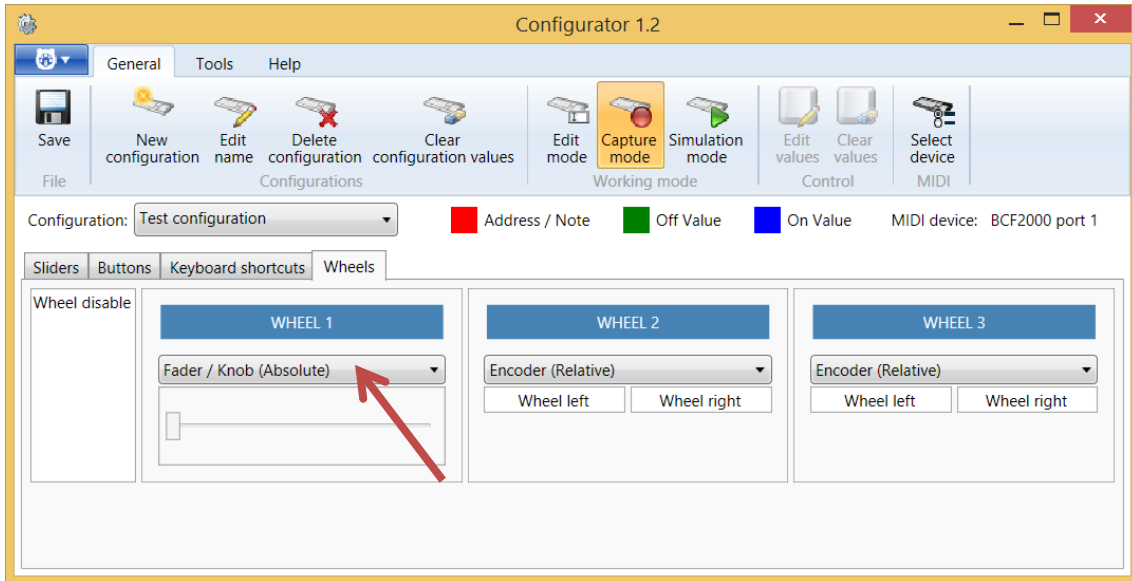 Configurator 1.2
General Tools Help
Save New configuration Edit name Delete configuration Clear configuration values Edit mode Capture mode Simulation mode Edit values Clear values Select device
File Configurations Working mode Control MIDI
Configuration: Test configuration Address / Note Off Value On Value MIDI device: BCF2000 port 1
Sliders Buttons Keyboard shortcuts Wheels
Wheel disable WHEEL 1 WHEEL 2 WHEEL 3
Fader / Knob (Absolute) Encoder (Relative) Encoder (Relative)
Wheel left Wheel right Wheel left Wheel right